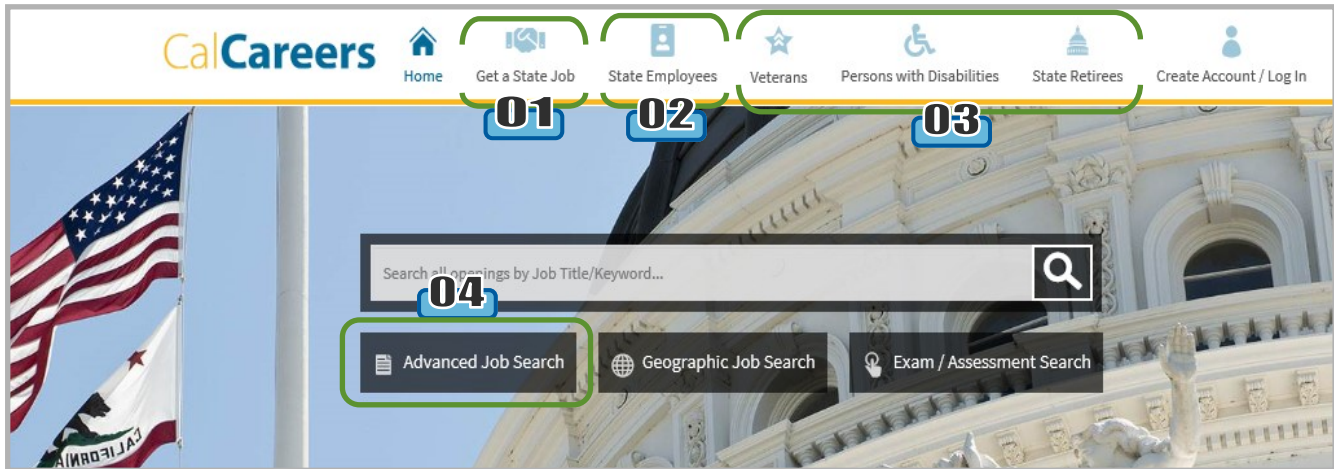 CalCareers
Home Get a State Job State Employees Veterans Persons with Disabilities State Retirees Create Account / Log In
01 02 03
Search all openings by Job Title/Keyword...
04
Advanced Job Search Geographic Job Search Exam / Assessment Search
CALIFORNIA